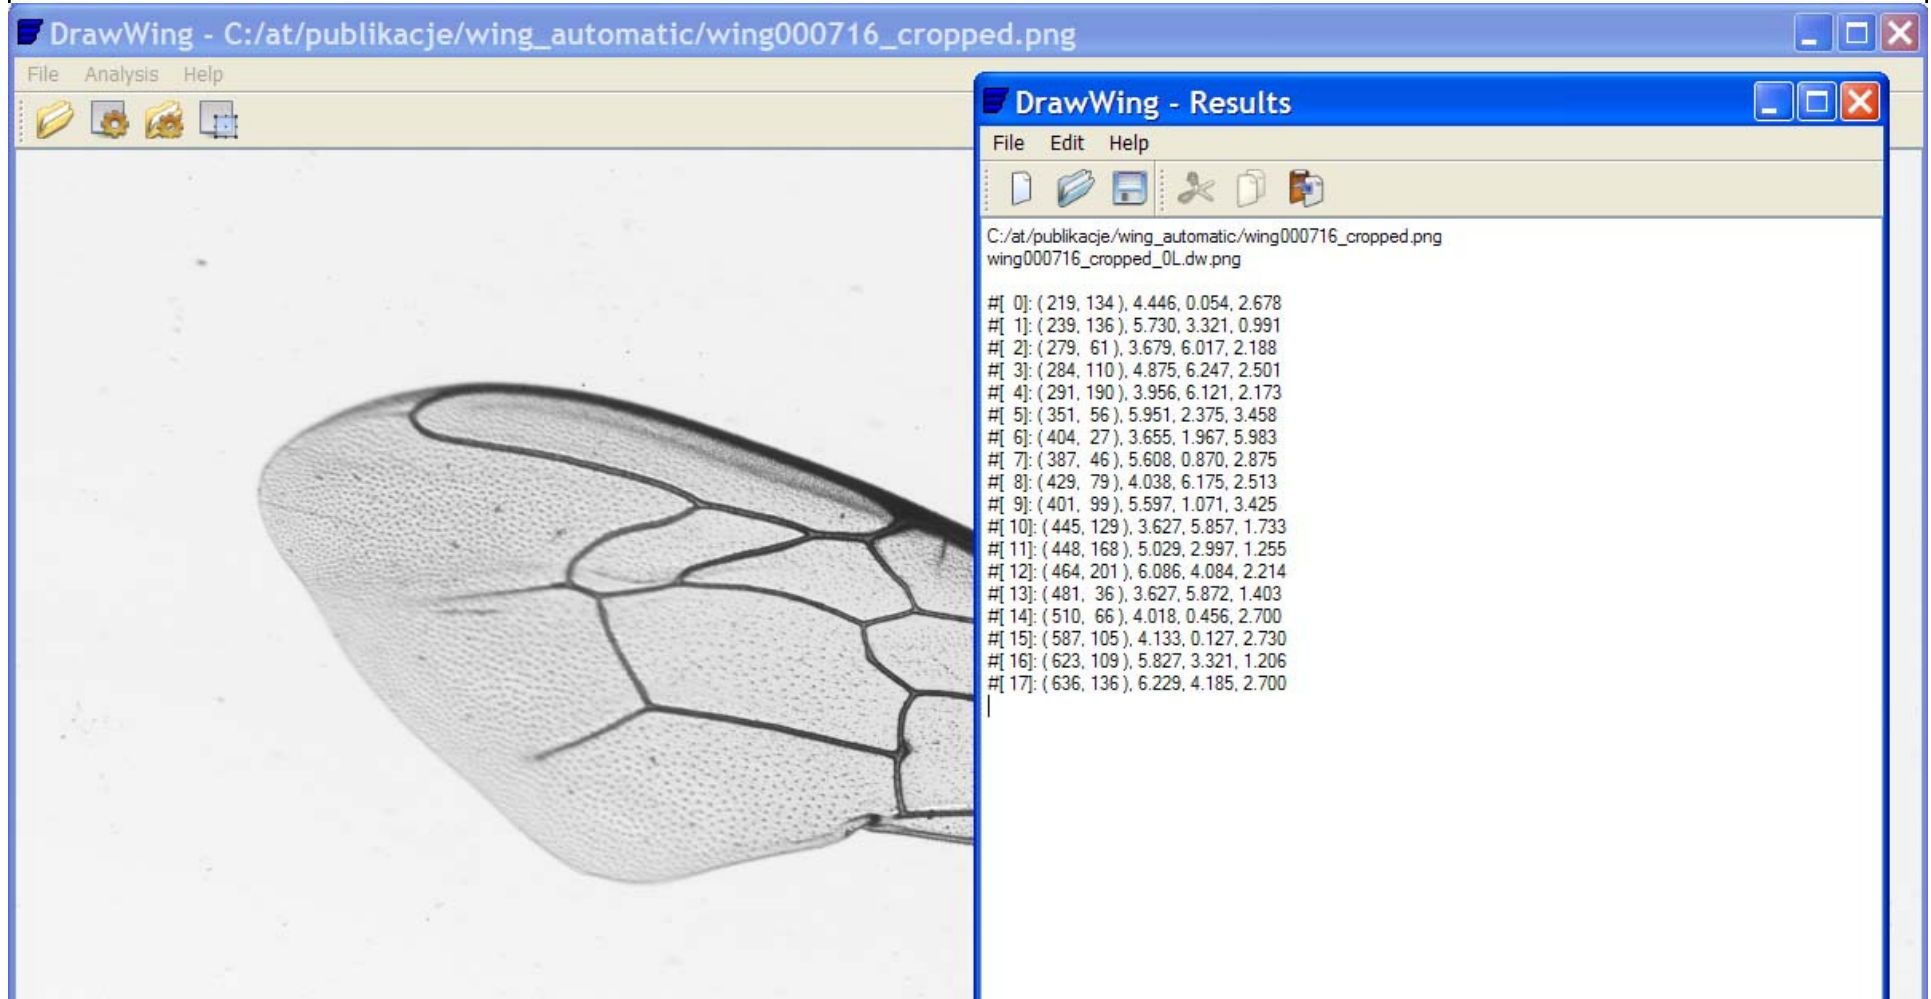 DrawWing - C:/at/publikacje/wing_automatic/wing000716_cropped.png
File Analysis Help
DrawWing - Results
File Edit Help
C:/at/publikacje/wing_automatic/wing000716_cropped.png
wing000716_cropped_0L.dw.png
#[ 0]: ( 219, 134 ), 4.446, 0.054, 2.678
#[ 1]: ( 239, 136 ), 5.730, 3.321, 0.991
#[ 2]: ( 279, 61 ), 3.679, 6.017, 2.188
#[ 3]: ( 284, 110 ), 4.875, 6.247, 2.501
#[ 4]: ( 291, 190 ), 3.956, 6.121, 2.173
#[ 5]: ( 351, 56 ), 5.951, 2.375, 3.458
#[ 6]: ( 404, 27 ), 3.655, 1.967, 5.983
#[ 7]: ( 387, 46 ), 5.608, 0.870, 2.875
#[ 8]: ( 429, 79 ), 4.038, 6.175, 2.513
#[ 9]: ( 401, 99 ), 5.597, 1.071, 3.425
#[ 10]: ( 445, 129 ), 3.627, 5.857, 1.733
#[ 11]: ( 448, 168 ), 5.029, 2.997, 1.255
#[ 12]: ( 464, 201 ), 6.086, 4.084, 2.214
#[ 13]: ( 481, 36 ), 3.627, 5.872, 1.403
#[ 14]: ( 510, 66 ), 4.018, 0.456, 2.700
#[ 15]: ( 587, 105 ), 4.133, 0.127, 2.730
#[ 16]: ( 623, 109 ), 5.827, 3.321, 1.206
#[ 17]: ( 636, 136 ), 6.229, 4.185, 2.700